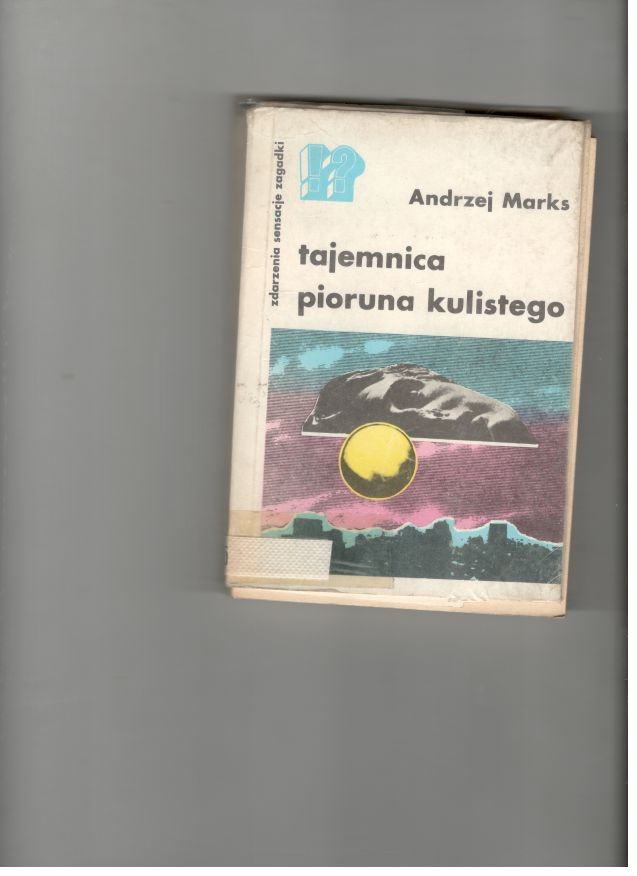 !?
Andrzej Marks
zdarzenia sensacje zagadki
tajemnica
pioruna kulistego